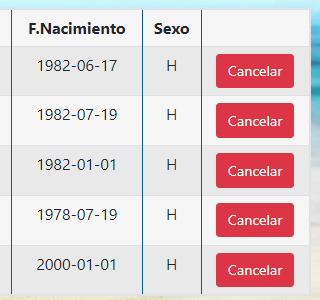 F.Nacimiento Sexo
1982-06-17 H Cancelar
1982-07-19 H Cancelar
1982-01-01 H Cancelar
1978-07-19 H Cancelar
2000-01-01 H Cancelar